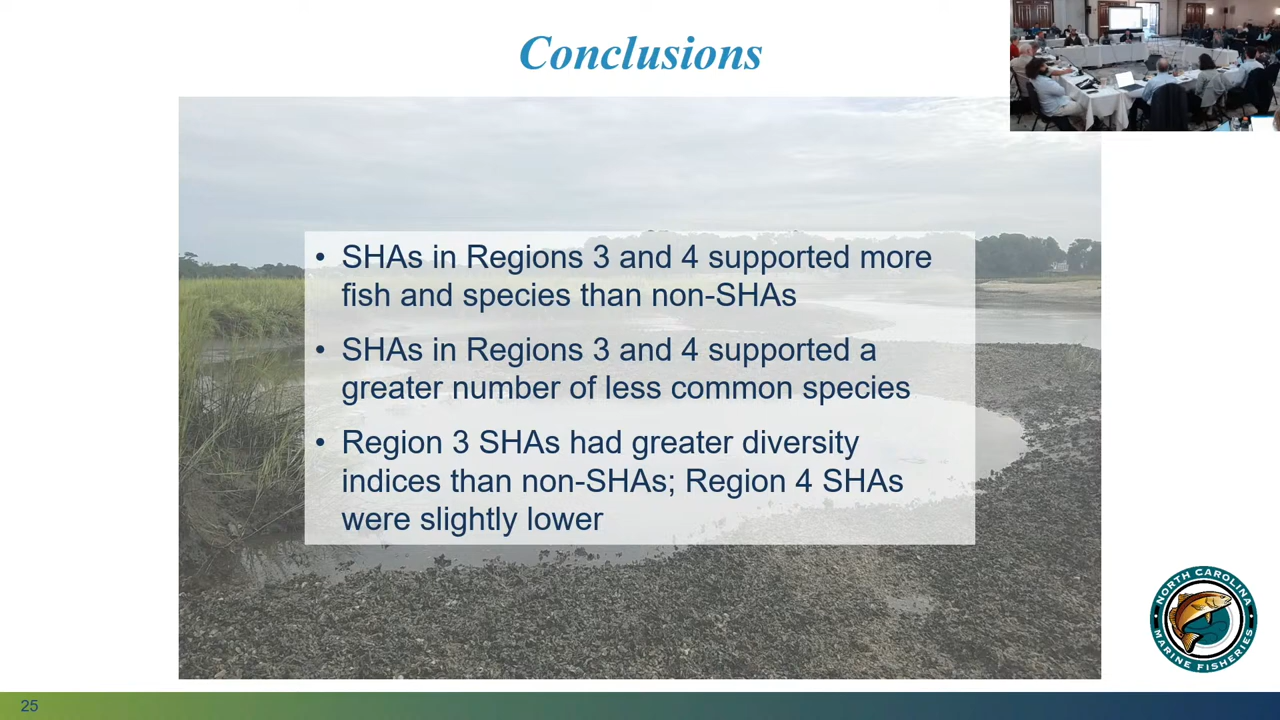 Conclusions
• SHAs in Regions 3 and 4 supported more
fish and species than non-SHAs
• SHAs in Regions 3 and 4 supported a
greater number of less common species
• Region 3 SHAs had greater diversity
indices than non-SHAs; Region 4 SHAs
were slightly lower
NORTH CAROLINA
MARINE FISHERIES
25